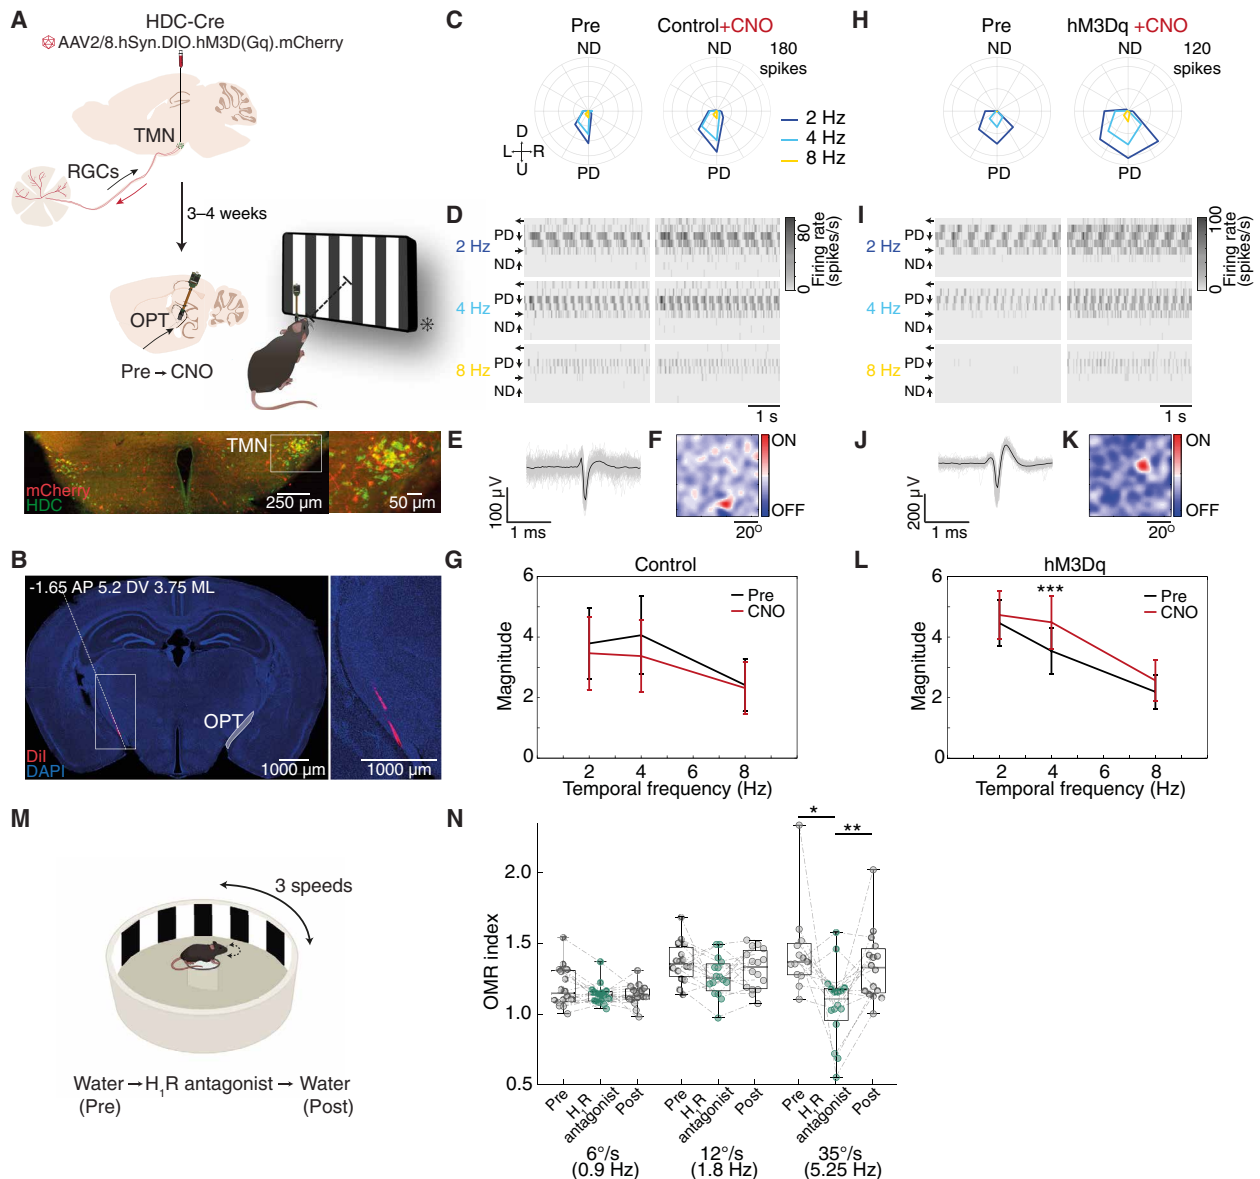 A
HDC-Cre
AAV2/8.hSyn.DIO.hM3D(Gq).mCherry
TMN
RGCs
3–4 weeks
OPT
Pre → CNO
TMN
mCherry
HDC
250 µm
50 µm
B
-1.65 AP 5.2 DV 3.75 ML
OPT
DiI
DAPI
1000 µm
1000 µm
C
Pre
Control+CNO
ND
ND
180
spikes
D
L R
U
PD
PD
2 Hz
4 Hz
8 Hz
D
2 Hz
PD
ND
4 Hz
PD
ND
8 Hz
PD
ND
80
0
Firing rate
(spikes/s)
1 s
E
100 µV
1 ms
F
ON
OFF
20°
G
Control
Pre
CNO
Magnitude
6
4
2
0
2 4 6 8
Temporal frequency (Hz)
H
Pre
hM3Dq +CNO
ND
ND
120
spikes
PD
PD
I
2 Hz
PD
ND
4 Hz
PD
ND
8 Hz
PD
ND
100
0
Firing rate
(spikes/s)
1 s
J
200 µV
1 ms
K
ON
OFF
20°
L
hM3Dq
***
Pre
CNO
Magnitude
6
4
2
0
2 4 6 8
Temporal frequency (Hz)
M
3 speeds
Water → H₁R antagonist → Water
(Pre) (Post)
N
* **
OMR index
2.0
1.5
1.0
0.5
Pre H₁R antagonist Post
Pre H₁R antagonist Post
Pre H₁R antagonist Post
6°/s 12°/s 35°/s
(0.9 Hz) (1.8 Hz) (5.25 Hz)